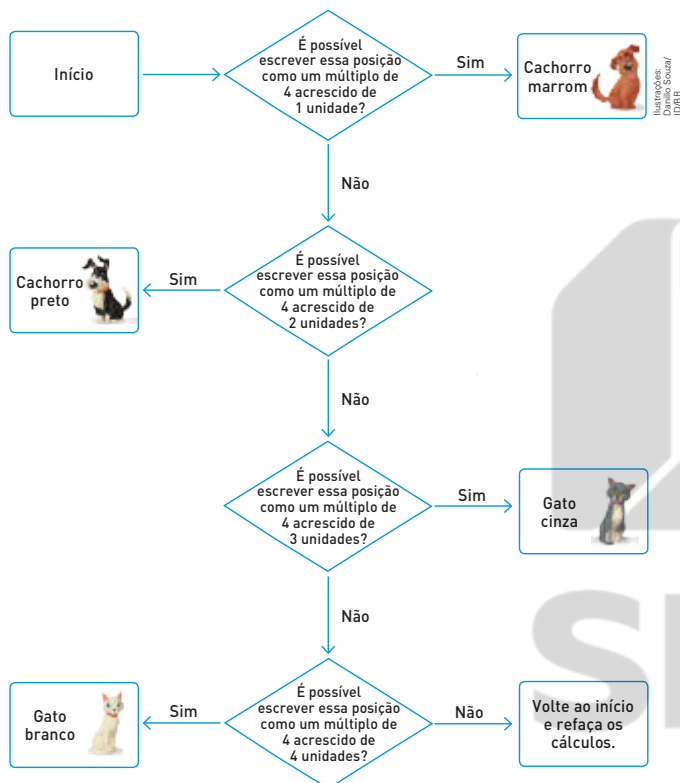 Início
É possível
escrever essa posição
como um múltiplo de
4 acrescido de
1 unidade?
Sim
Cachorro
marrom
Ilustrações:
Danillo Souza/
ID/BR
Não
É possível
escrever essa posição
como um múltiplo de
4 acrescido de
2 unidades?
Sim
Cachorro
preto
Não
É possível
escrever essa posição
como um múltiplo de
4 acrescido de
3 unidades?
Sim
Gato
cinza
Não
É possível
escrever essa posição
como um múltiplo de
4 acrescido de
4 unidades?
Sim
Gato
branco
Não
Volte ao início
e refaça os
cálculos.